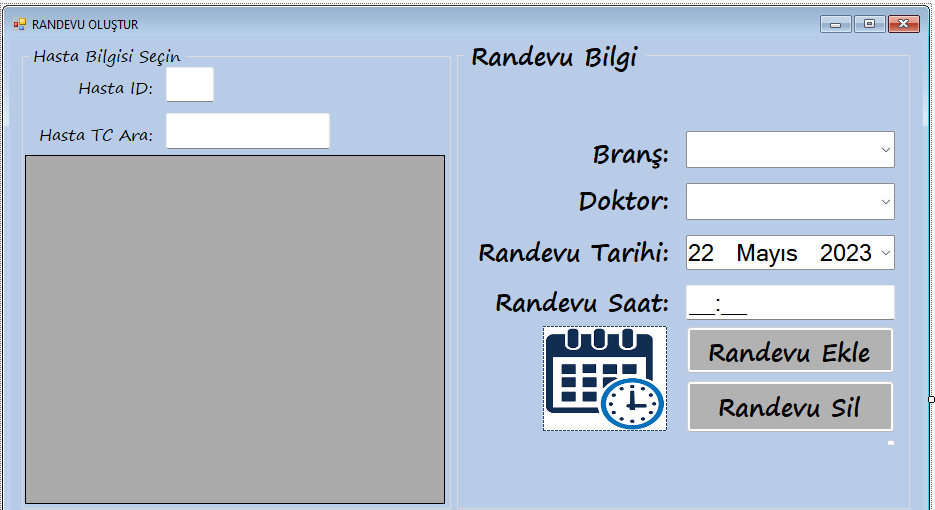 RANDEVU OLUŞTUR
Hasta Bilgisi Seçin
Hasta ID:
Hasta TC Ara:
Randevu Bilgi
Branş:
Doktor:
Randevu Tarihi: 22 Mayıs 2023
Randevu Saat: __:__
Randevu Ekle
Randevu Sil